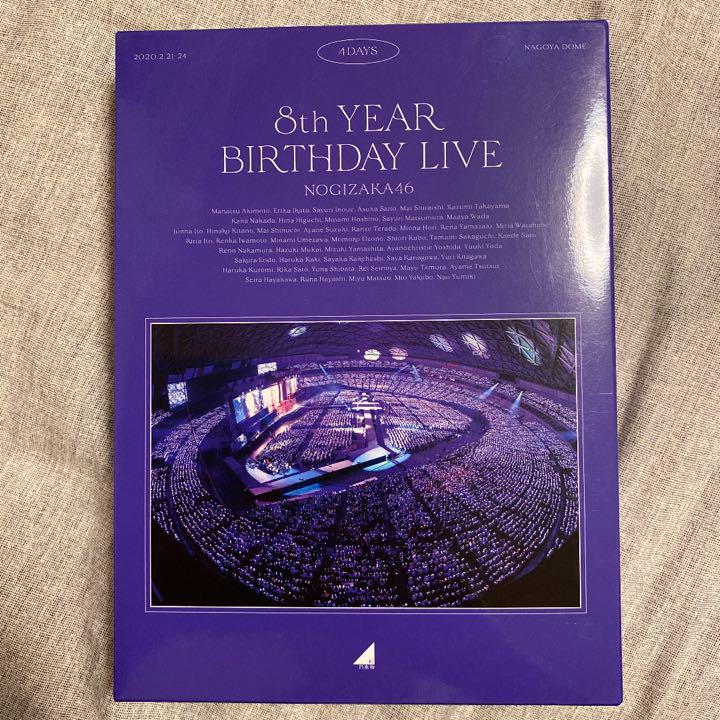 2020.2.21-24
4DAYS
NAGOYA DOME
8th YEAR
BIRTHDAY LIVE
NOGIZAKA46
Manatsu Akimoto, Erika Ikuta, Sayuri Inoue, Asuka Saito, Mai Shiraishi, Kazumi Takayama
Kana Nakada, Hina Higuchi, Minami Hoshino, Sayuri Matsumura, Maaya Wada
Junna Ito, Hinako Kitano, Mai Shinuchi, Ayane Suzuki, Ranze Terada, Miona Hori, Rena Yamazaki, Miria Watanabe
Riria Ito, Renka Iwamoto, Minami Umezawa, Momoko Ozono, Shiori Kubo, Tamami Sakaguchi, Kaede Sato
Reno Nakamura, Hazuki Mukai, Mizuki Yamashita, Ayanochristie Yoshida, Yuuki Yoda
Sakura Endo, Haruka Kaki, Sayaka Kakehashi, Saya Kanagawa, Yuri Kitagawa
Haruka Kuromi, Rika Sato, Yuna Shibata, Rei Seimiya, Mayu Tamura, Ayame Tsutsui
Seira Hayakawa, Runa Hayashi, Miyu Matsuo, Mio Yakubo, Nao Yumiki
乃木坂